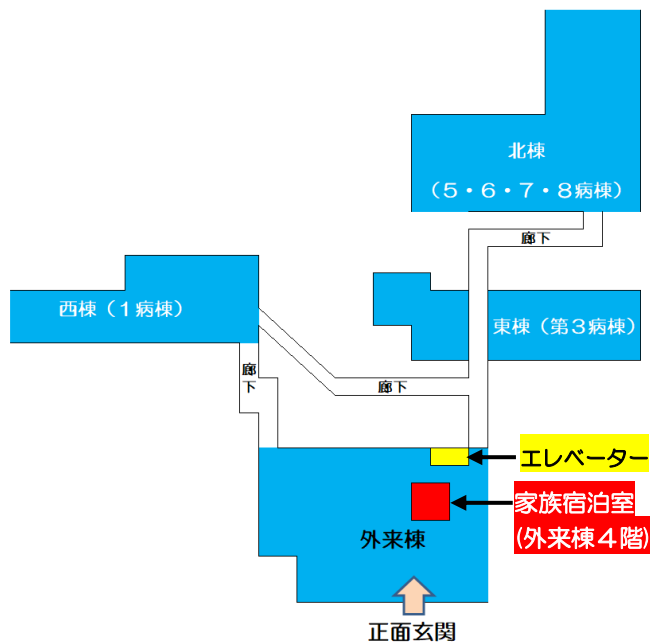 北棟
（５・６・７・８病棟）
廊下
西棟（１病棟）
東棟（第３病棟）
廊下
廊下
エレベーター
家族宿泊室
(外来棟４階)
外来棟
正面玄関